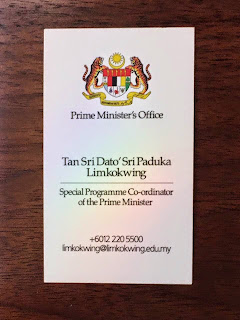 Prime Minister's Office
Tan Sri Dato' Sri Paduka
Limkokwing
Special Programme Co-ordinator
of the Prime Minister
+6012 220 5500
limkokwing@limkokwing.edu.my